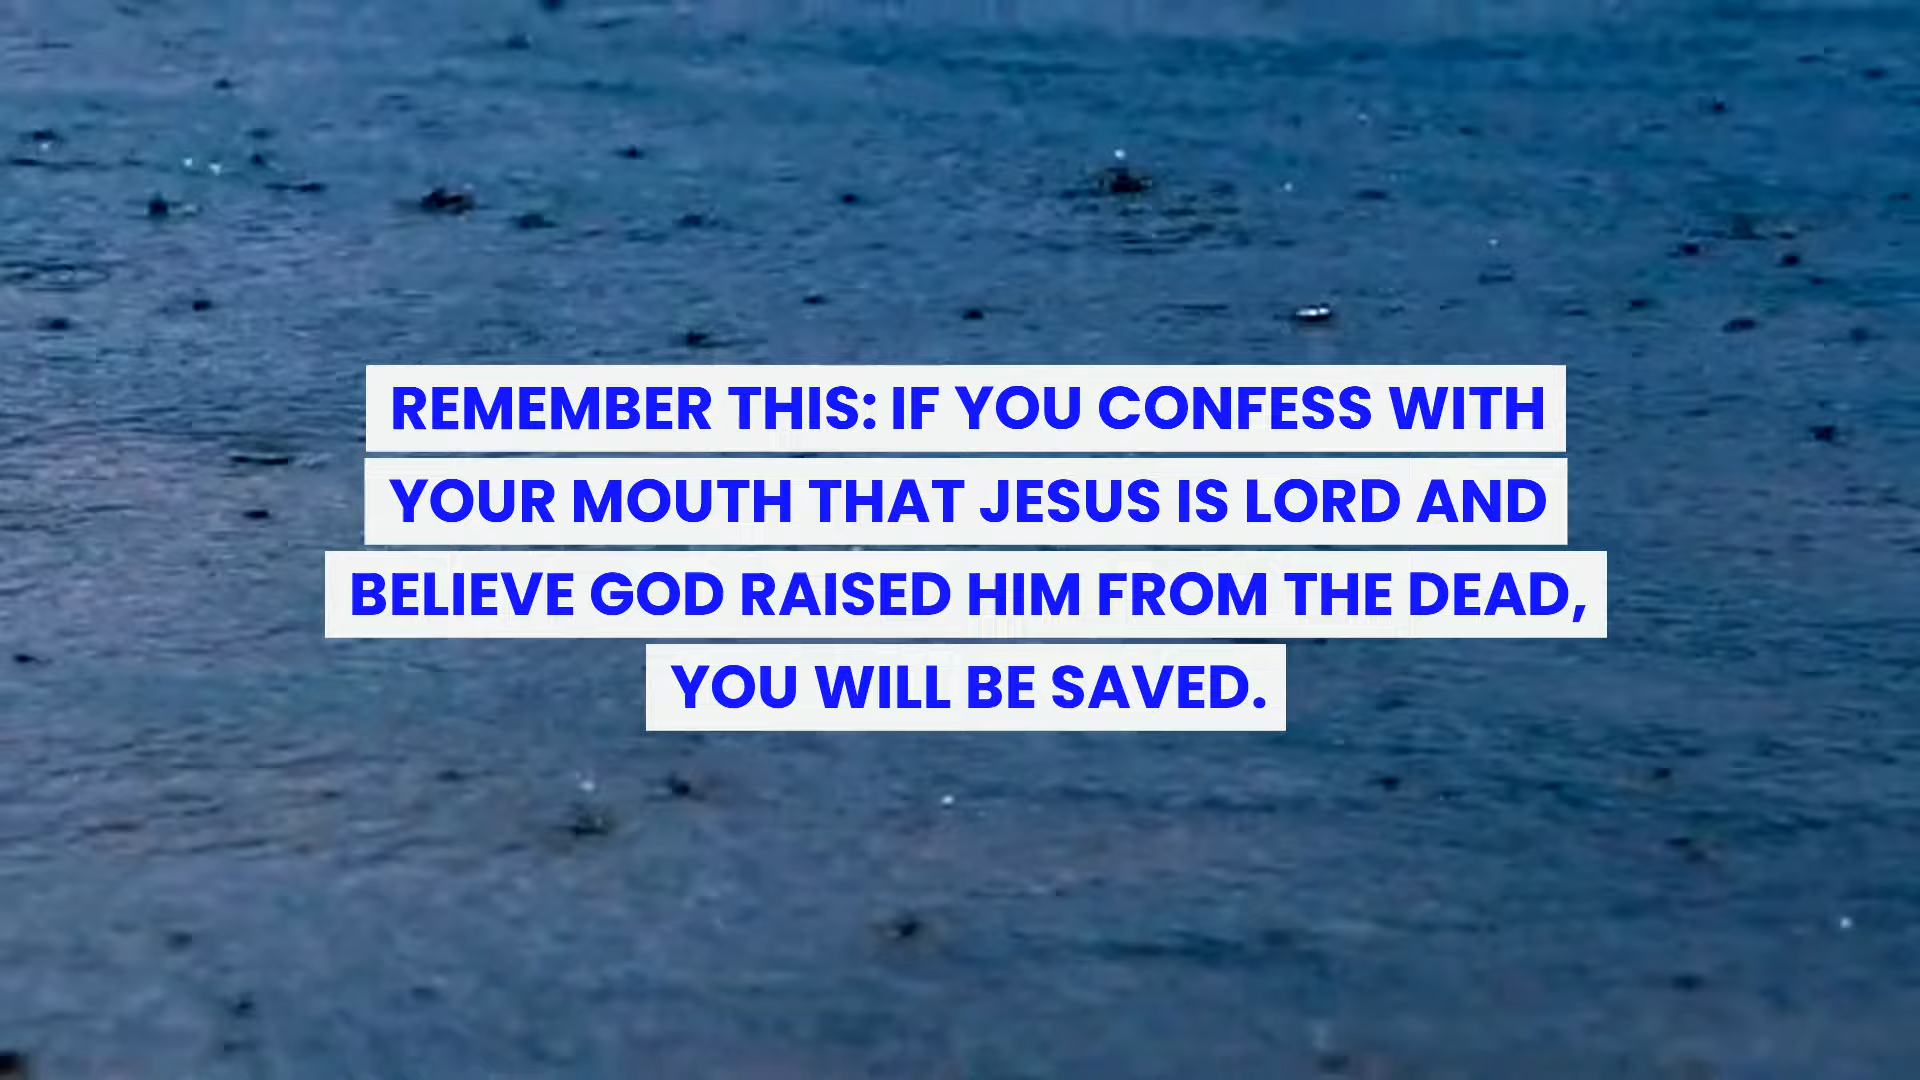 REMEMBER THIS: IF YOU CONFESS WITH
YOUR MOUTH THAT JESUS IS LORD AND
BELIEVE GOD RAISED HIM FROM THE DEAD,
YOU WILL BE SAVED.